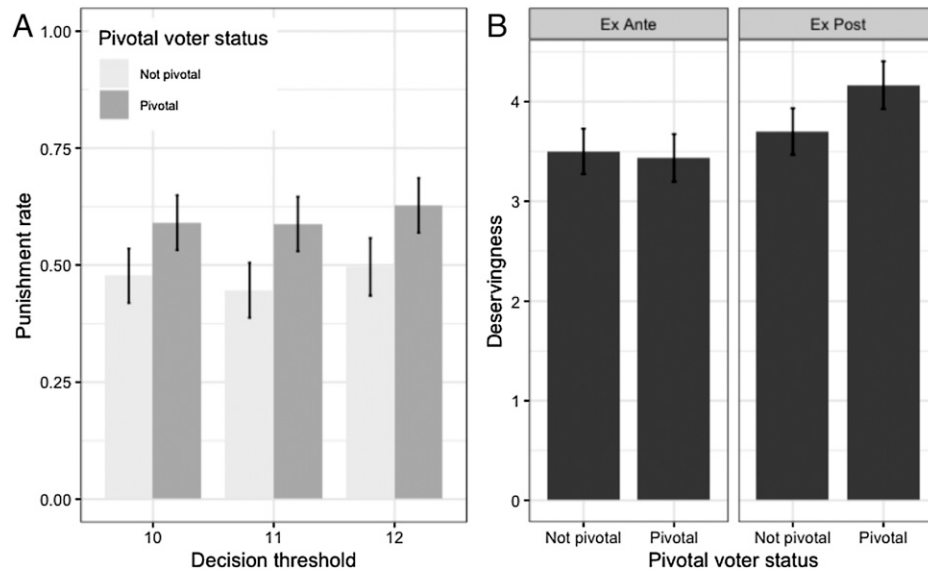 A
Pivotal voter status
Not pivotal
Pivotal
Punishment rate
1.00
0.75
0.50
0.25
0.00
10 11 12
Decision threshold
B
Ex Ante Ex Post
Deservingness
4
3
2
1
0
Not pivotal Pivotal Not pivotal Pivotal
Pivotal voter status